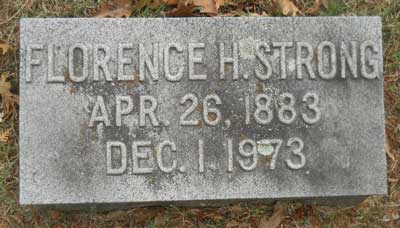 FLORENCE H. STRONG
APR. 26, 1883
DEC. 1, 1973